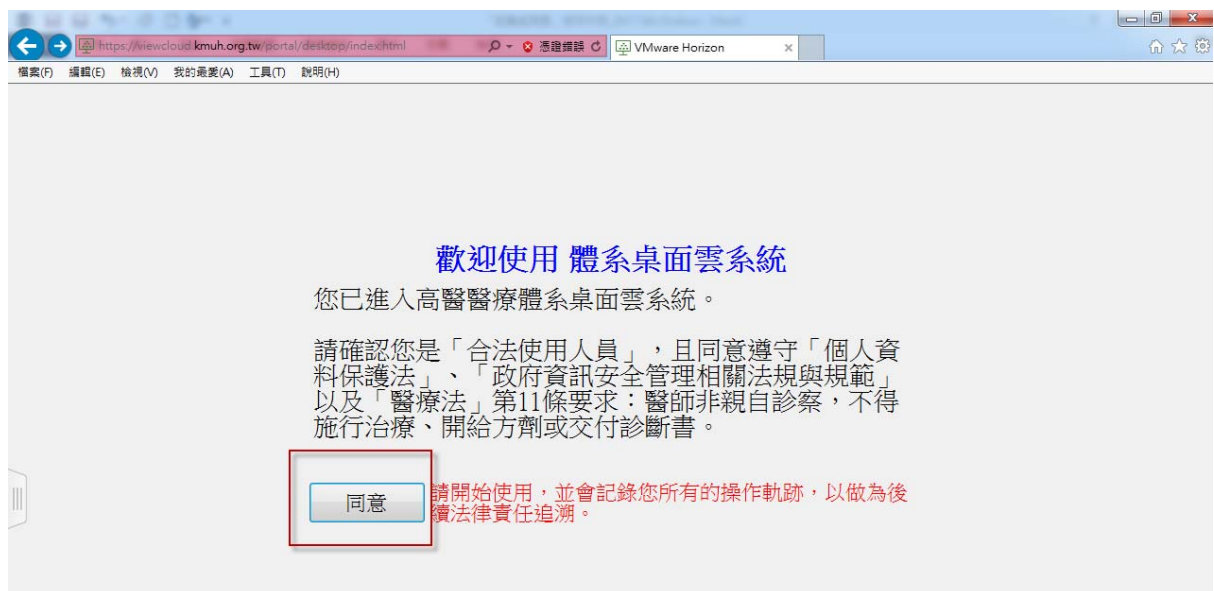 https://viewcloud.kmuh.org.tw/portal/desktop/index.html
憑證錯誤
VMware Horizon
檔案(F) 編輯(E) 檢視(V) 我的最愛(A) 工具(T) 說明(H)
歡迎使用 體系桌面雲系統
您已進入高醫醫療體系桌面雲系統。
請確認您是「合法使用人員」，且同意遵守「個人資
料保護法」、「政府資訊安全管理相關法規與規範」
以及「醫療法」第11條要求：醫師非親自診察，不得
施行治療、開給方劑或交付診斷書。
同意
請開始使用，並會記錄您所有的操作軌跡，以做為後
續法律責任追溯。